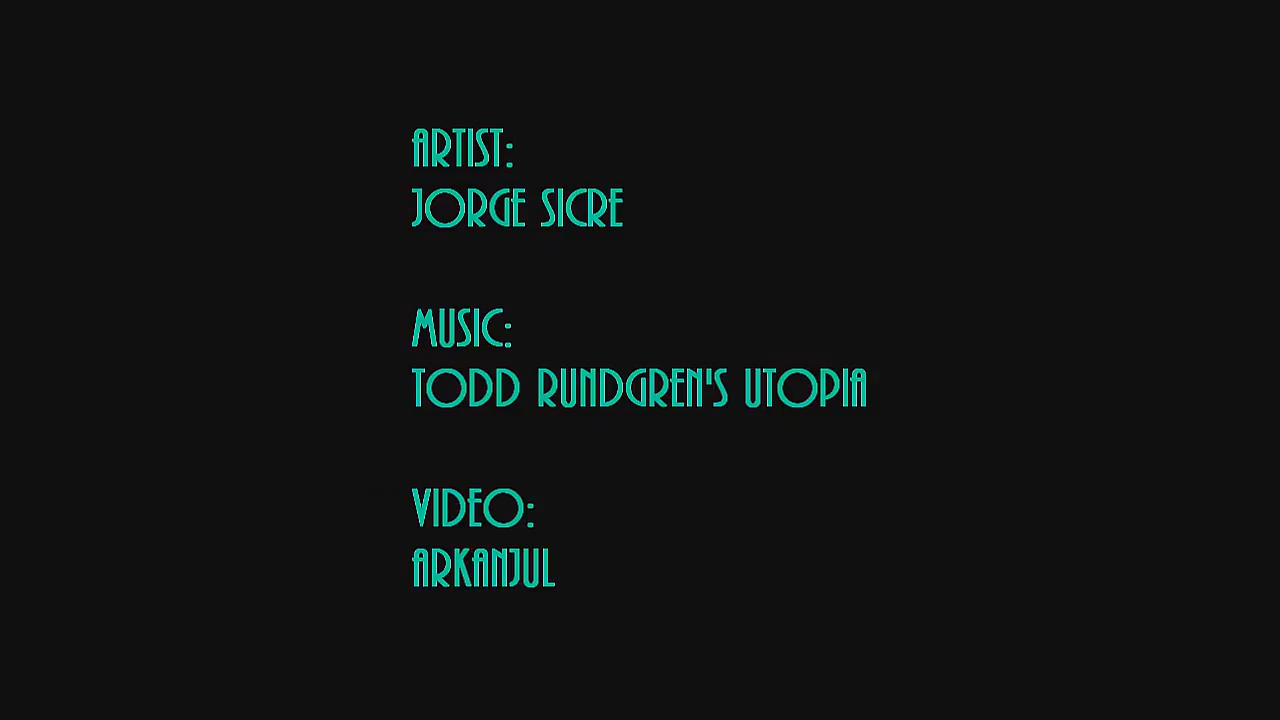 ARTIST:
JORGE SICRE
MUSIC:
TODD RUNDGREN'S UTOPIA
VIDEO:
ARKANJUL